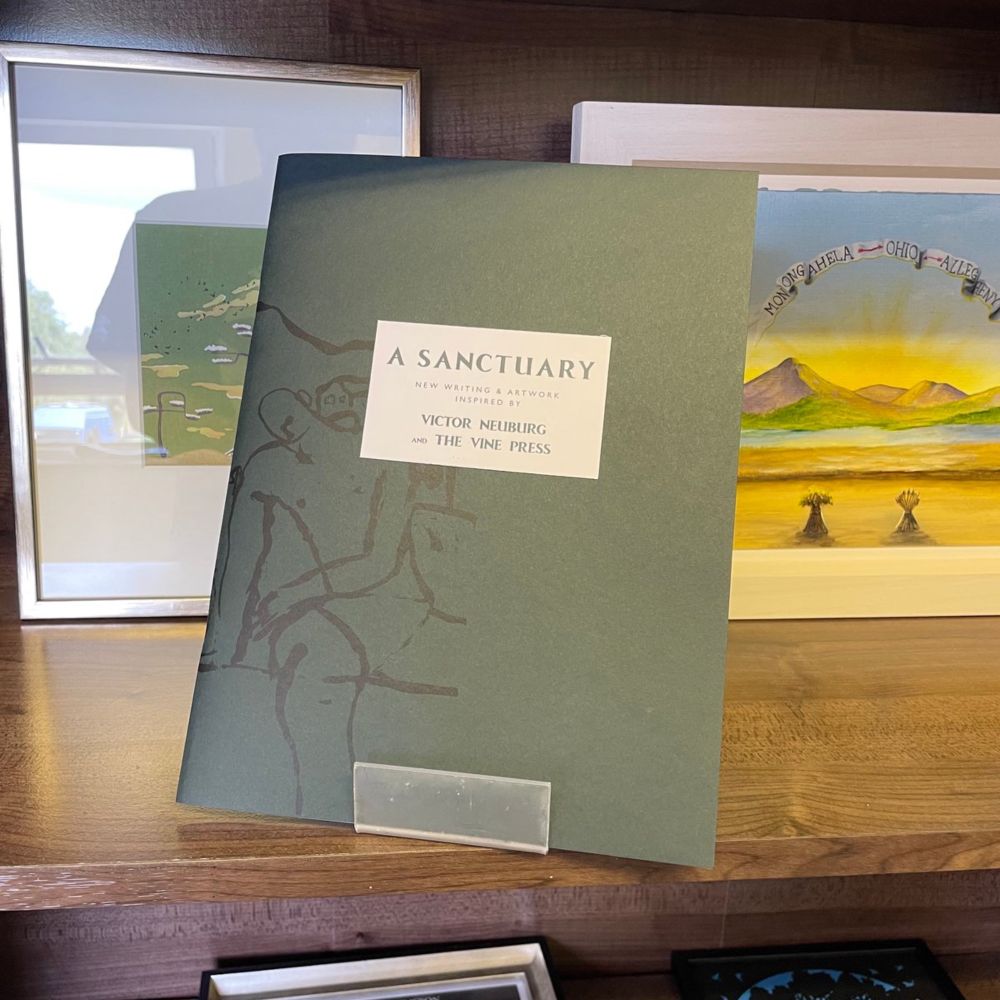 A SANCTUARY
NEW WRITING & ARTWORK
INSPIRED BY
VICTOR NEUBURG
AND THE VINE PRESS
MONONGAHELA OHIO ALLEGHENY